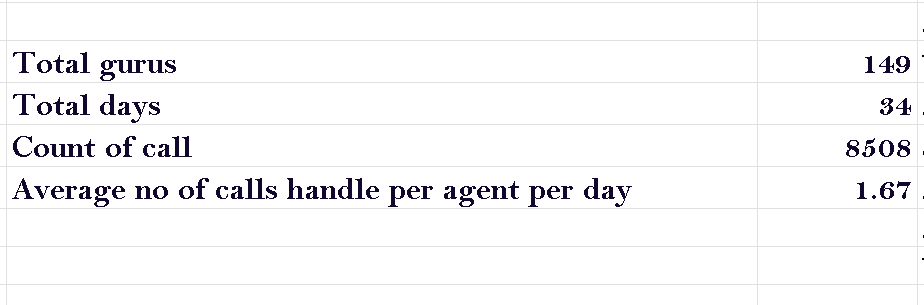 Total gurus 149
Total days 34
Count of call 8508
Average no of calls handle per agent per day 1.67